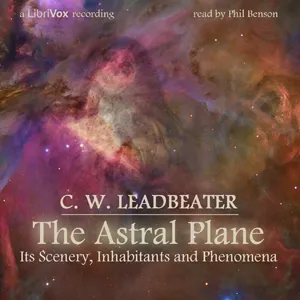 a LibriVox recording
read by Phil Benson
C. W. LEADBEATER
The Astral Plane
Its Scenery, Inhabitants and Phenomena